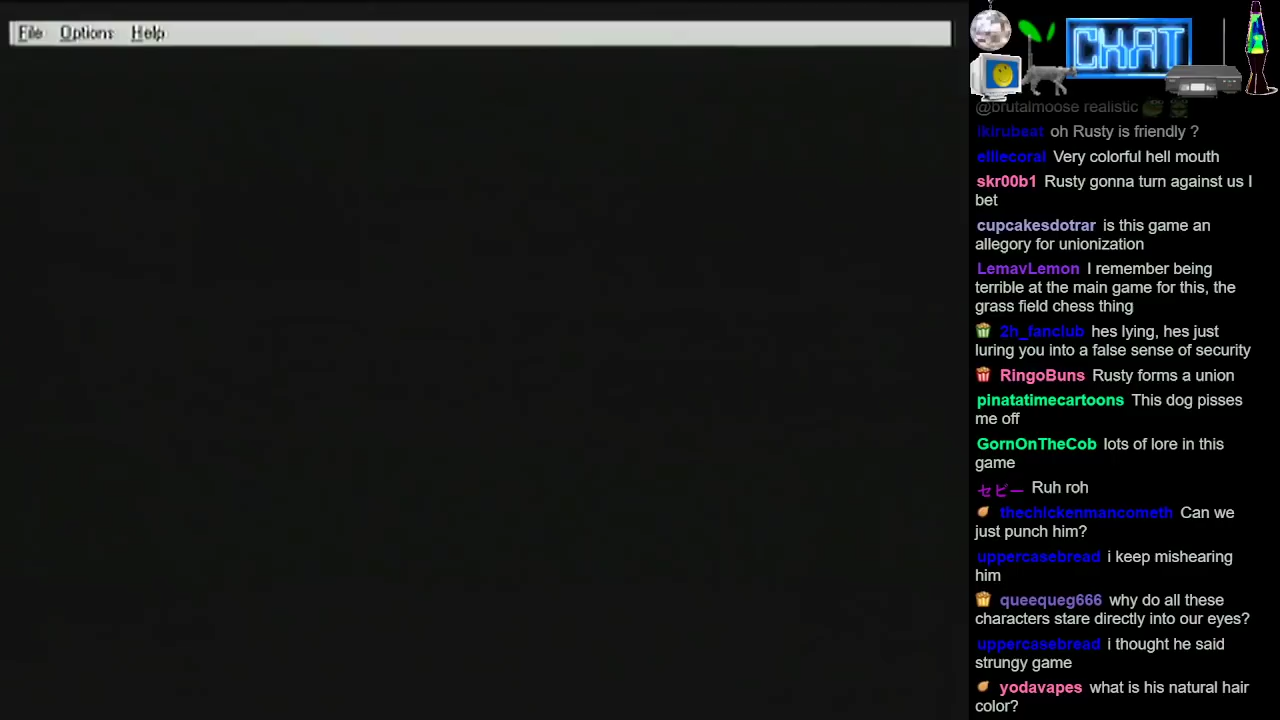 File Options Help
CHAT
@brutalmoose realistic
ikirubeat oh Rusty is friendly ?
elliecoral Very colorful hell mouth
skr00b1 Rusty gonna turn against us I
bet
cupcakesdotrar is this game an
allegory for unionization
LemavLemon I remember being
terrible at the main game for this, the
grass field chess thing
2h_fanclub hes lying, hes just
luring you into a false sense of security
RingoBuns Rusty forms a union
pinatatimecartoons This dog pisses
me off
GornOnTheCob lots of lore in this
game
セビー Ruh roh
thechickenmancometh Can we
just punch him?
uppercasebread i keep mishearing
him
queequeg666 why do all these
characters stare directly into our eyes?
uppercasebread i thought he said
strungy game
yodavapes what is his natural hair
color?